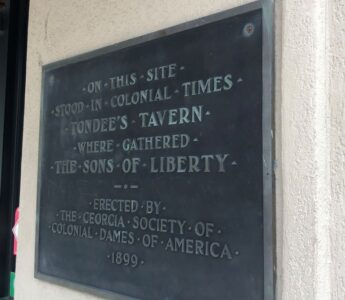 · ON · THIS · SITE ·
· STOOD · IN · COLONIAL · TIMES ·
· TONDEE'S · TAVERN ·
· WHERE · GATHERED ·
· THE · SONS · OF · LIBERTY ·
· ERECTED · BY ·
· THE · GEORGIA · SOCIETY · OF ·
· COLONIAL · DAMES · OF · AMERICA ·
· 1899 ·